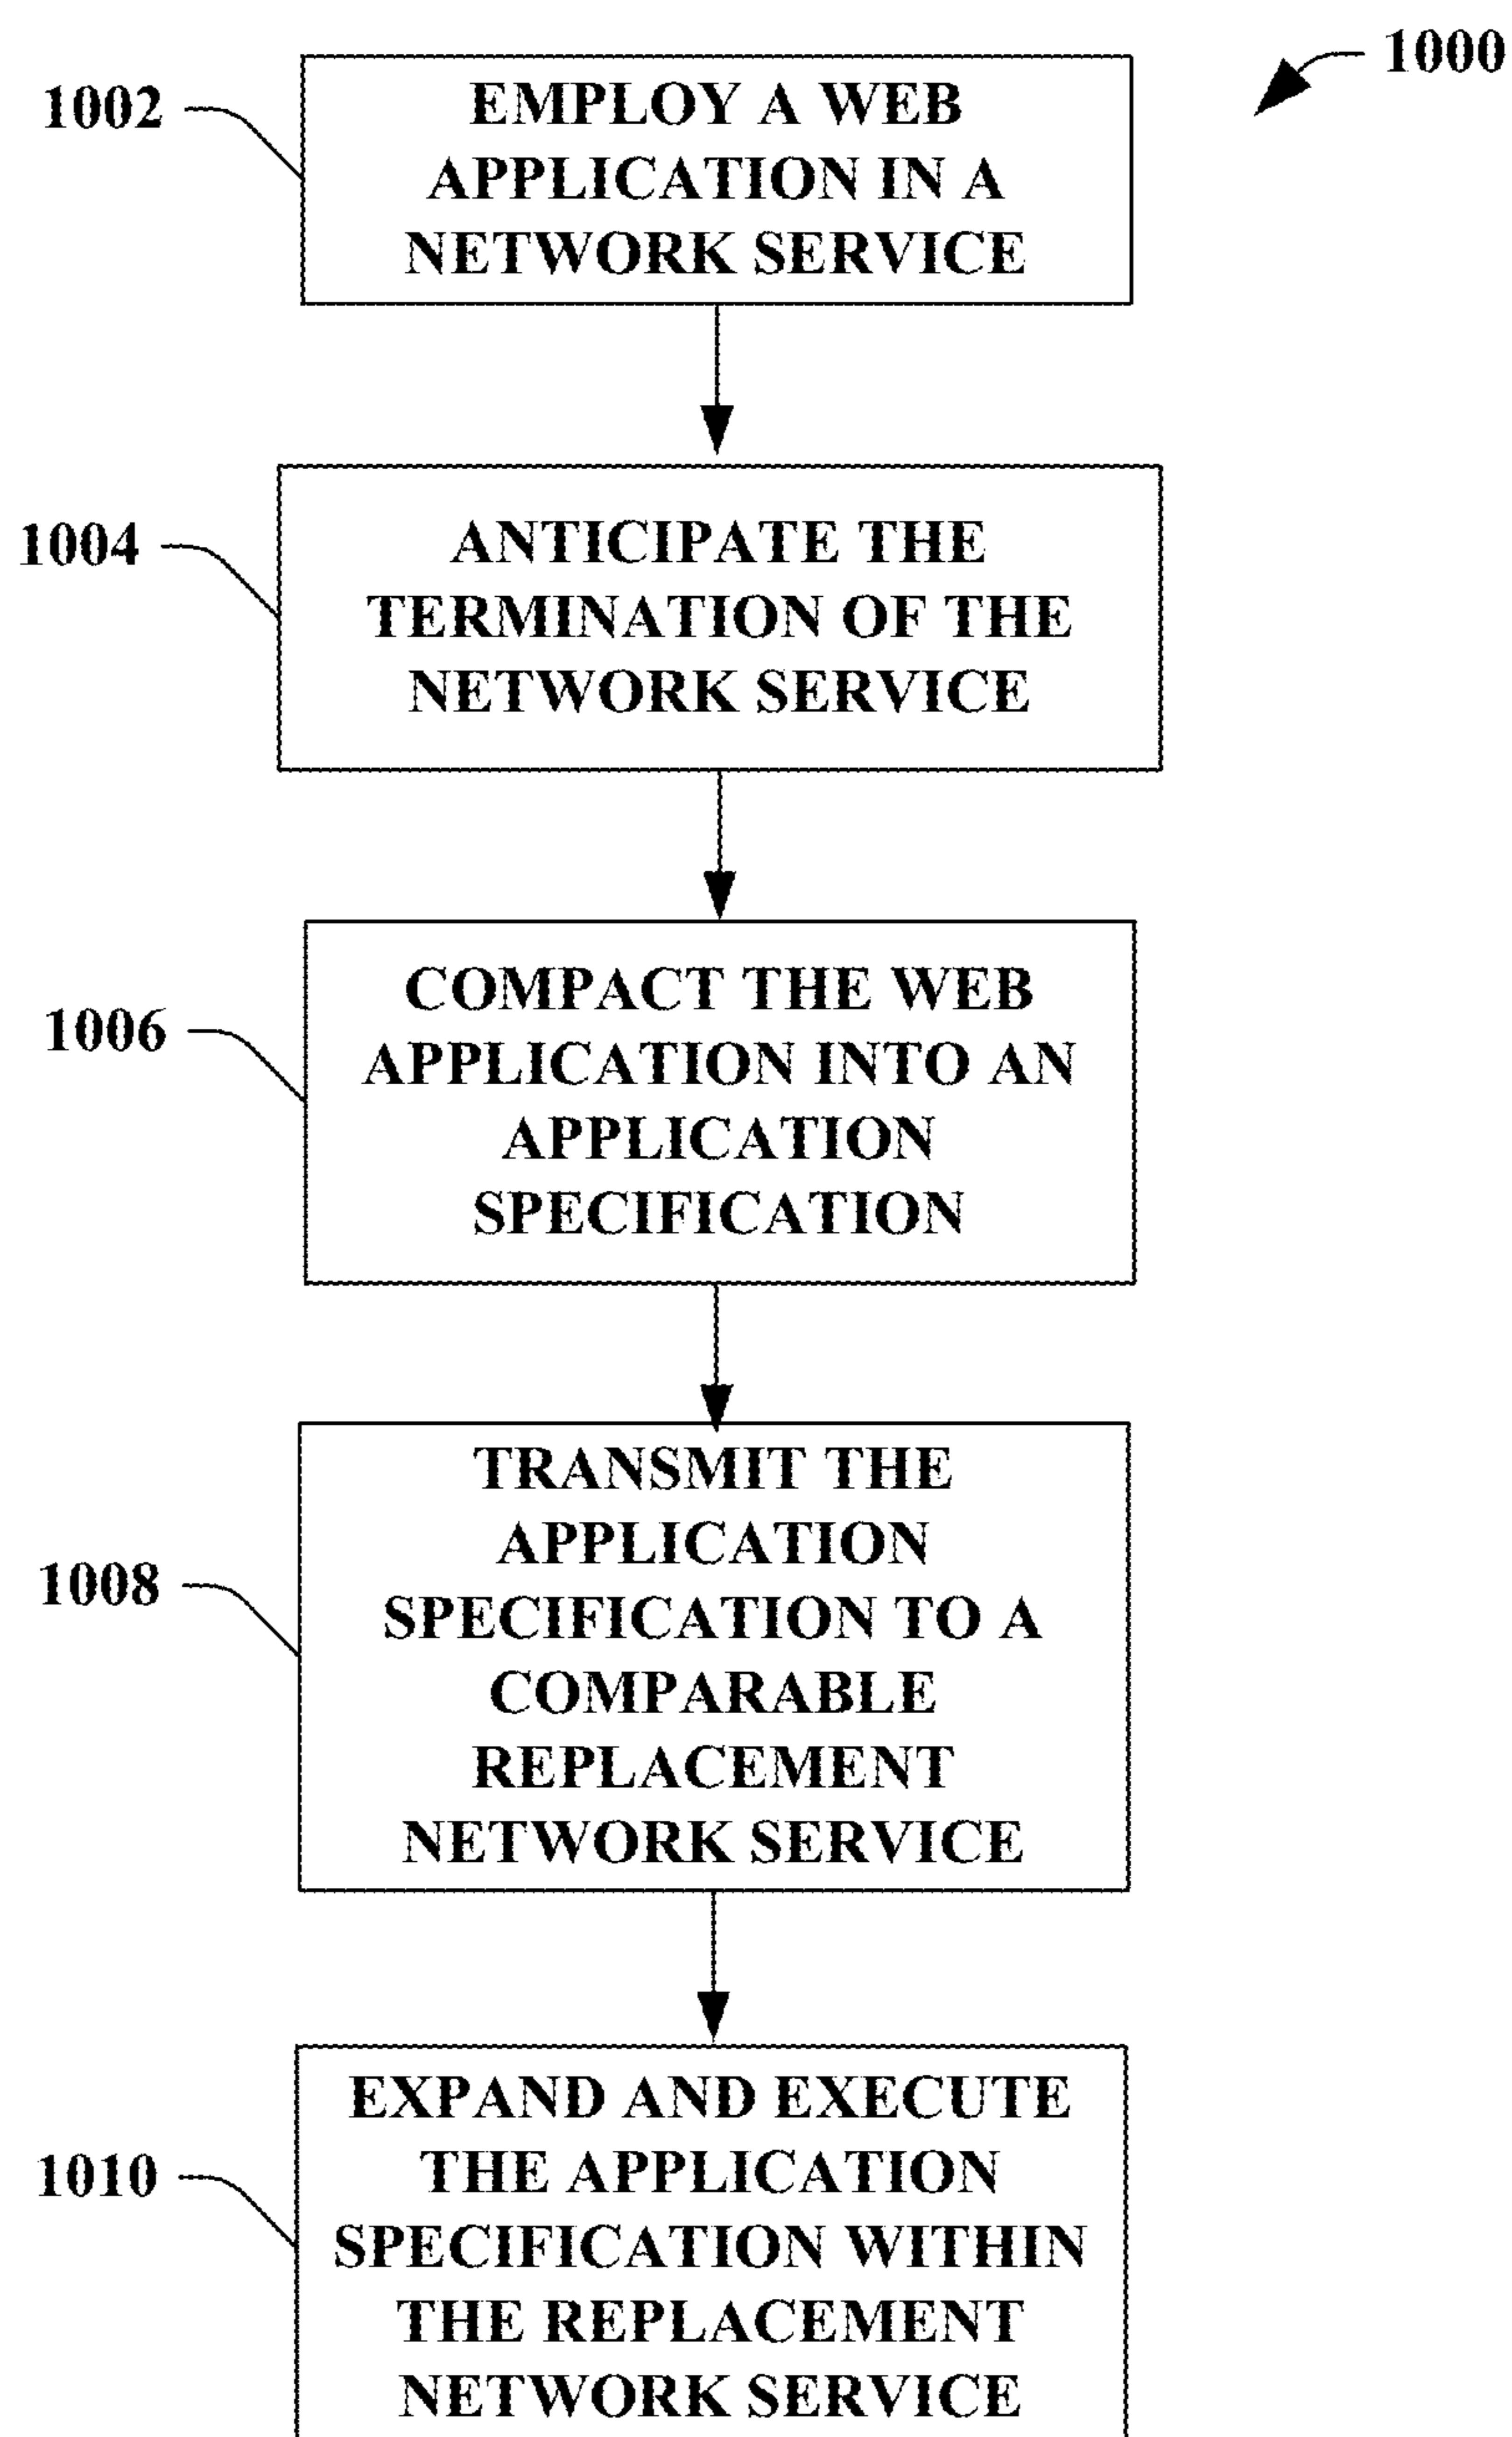 1000
1002
EMPLOY A WEB
APPLICATION IN A
NETWORK SERVICE
1004
ANTICIPATE THE
TERMINATION OF THE
NETWORK SERVICE
1006
COMPACT THE WEB
APPLICATION INTO AN
APPLICATION
SPECIFICATION
1008
TRANSMIT THE
APPLICATION
SPECIFICATION TO A
COMPARABLE
REPLACEMENT
NETWORK SERVICE
1010
EXPAND AND EXECUTE
THE APPLICATION
SPECIFICATION WITHIN
THE REPLACEMENT
NETWORK SERVICE